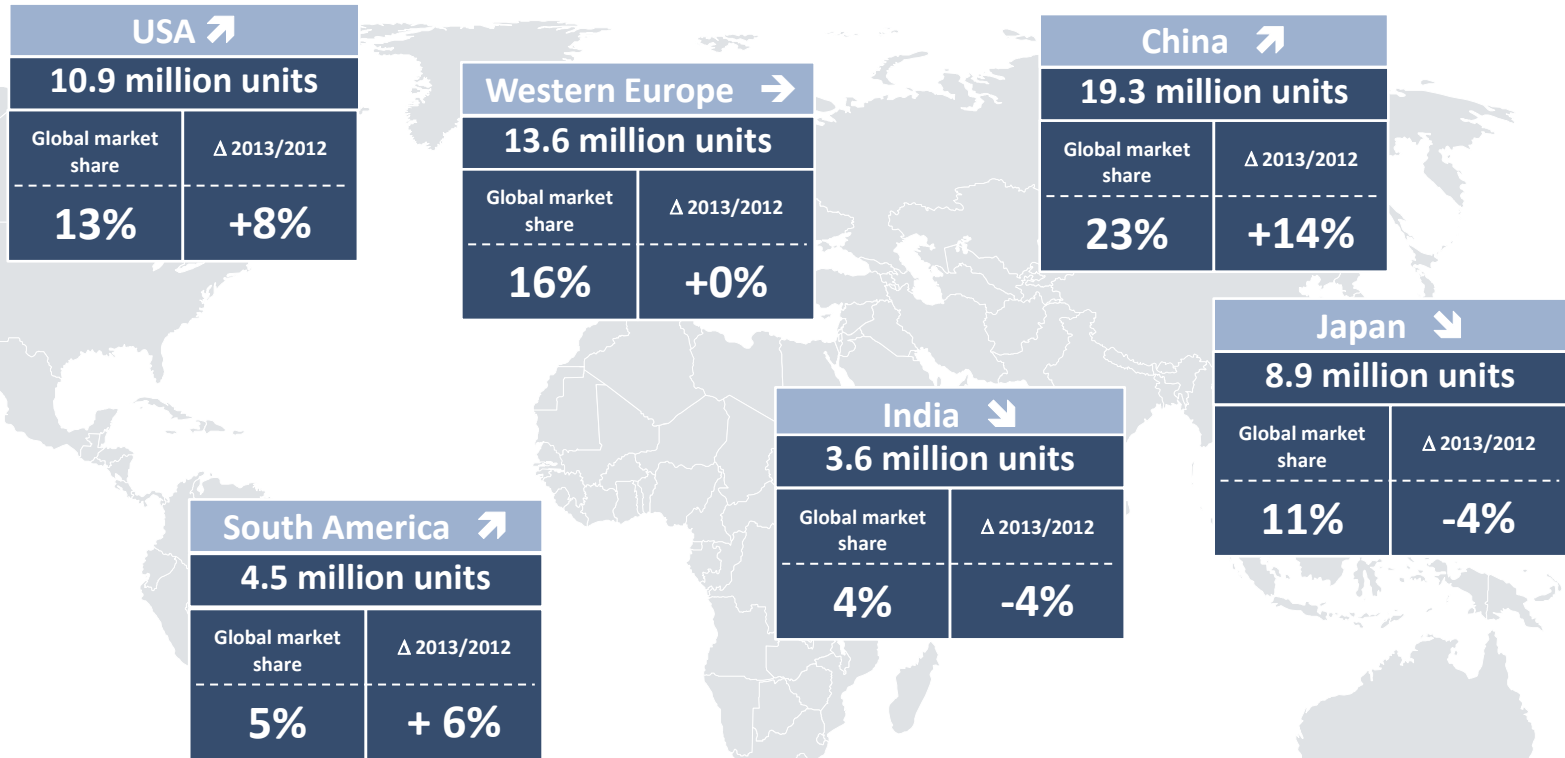 USA
10.9 million units
Global market
share
Δ 2013/2012
13%
+8%
Western Europe
13.6 million units
Global market
share
Δ 2013/2012
16%
+0%
China
19.3 million units
Global market
share
Δ 2013/2012
23%
+14%
Japan
8.9 million units
Global market
share
Δ 2013/2012
11%
-4%
India
3.6 million units
Global market
share
Δ 2013/2012
4%
-4%
South America
4.5 million units
Global market
share
Δ 2013/2012
5%
+ 6%